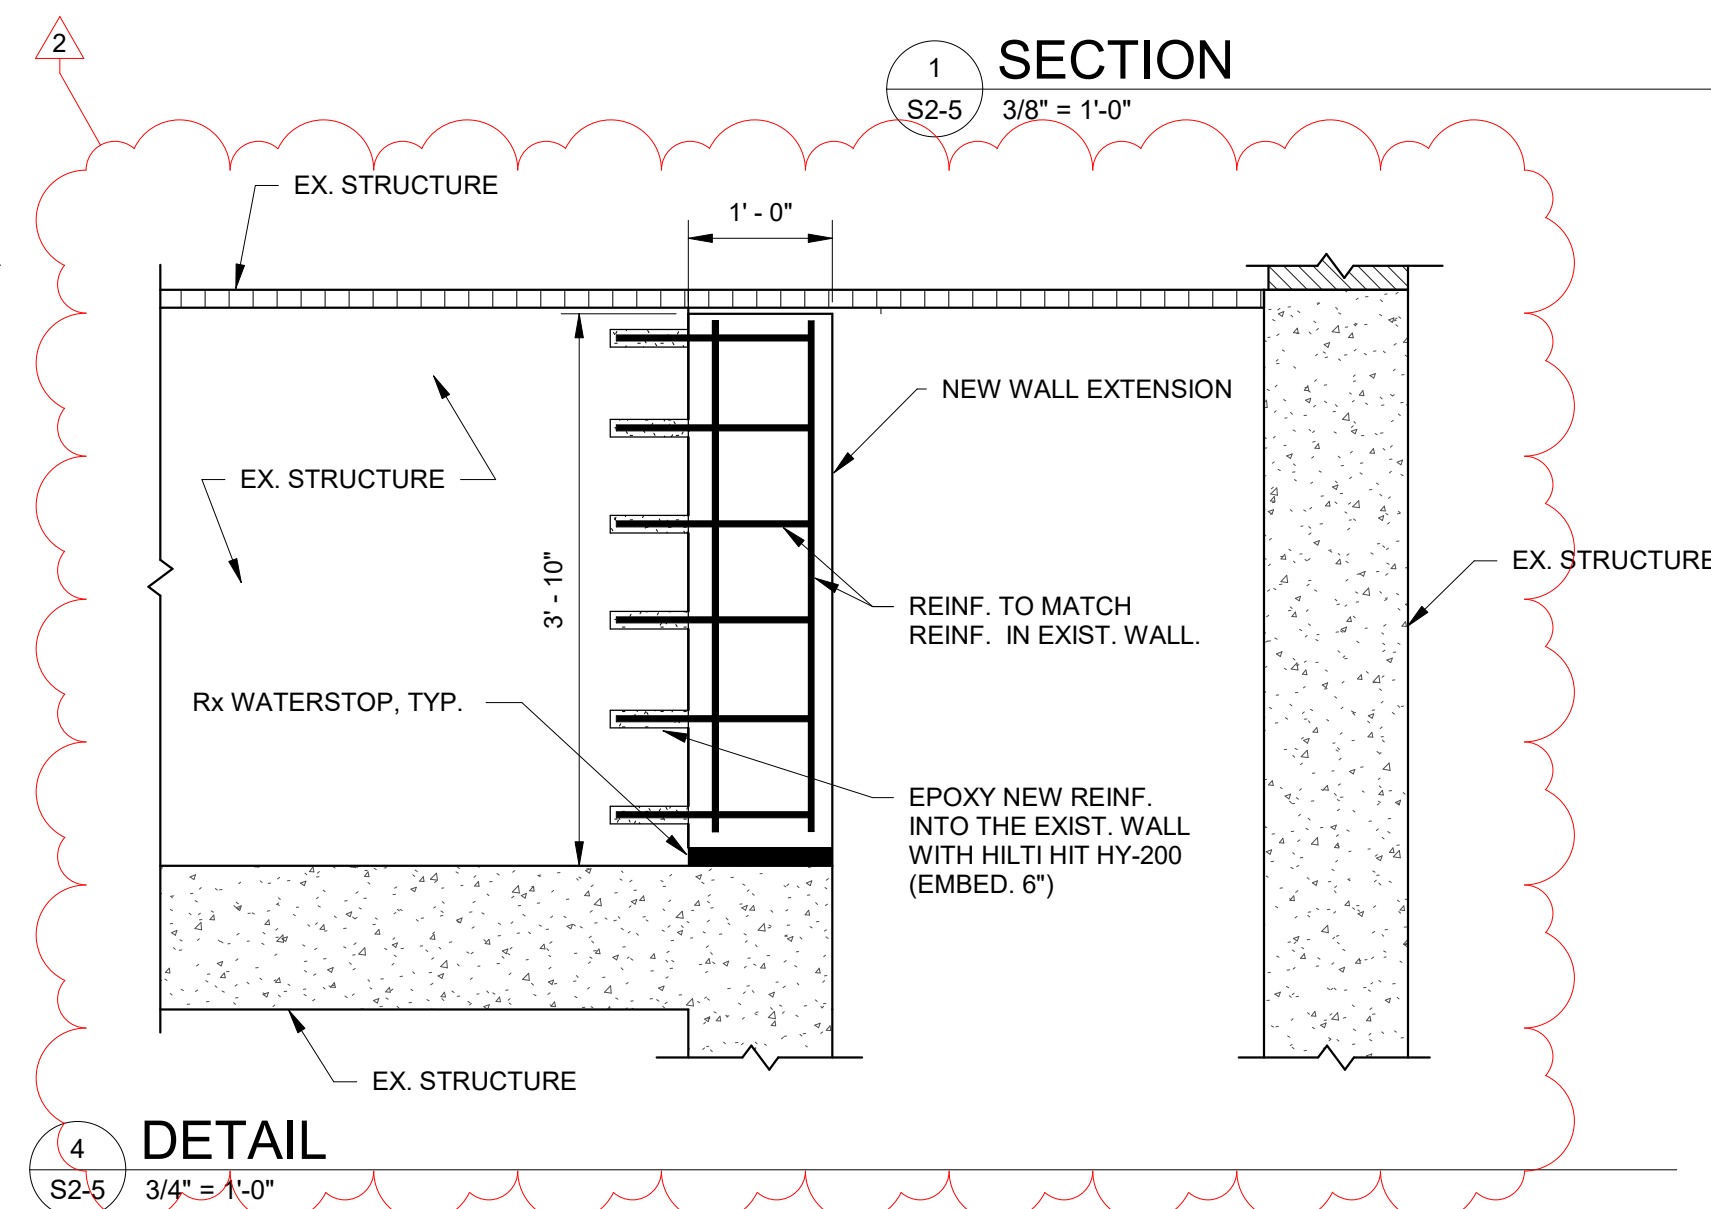 2
1
SECTION
S2-5
3/8" = 1'-0"
EX. STRUCTURE
1' - 0"
NEW WALL EXTENSION
EX. STRUCTURE
3' - 10"
EX. STRUCTURE
REINF. TO MATCH
REINF. IN EXIST. WALL.
Rx WATERSTOP, TYP.
EPOXY NEW REINF.
INTO THE EXIST. WALL
WITH HILTI HIT HY-200
(EMBED. 6")
EX. STRUCTURE
4
DETAIL
S2-5
3/4" = 1'-0"